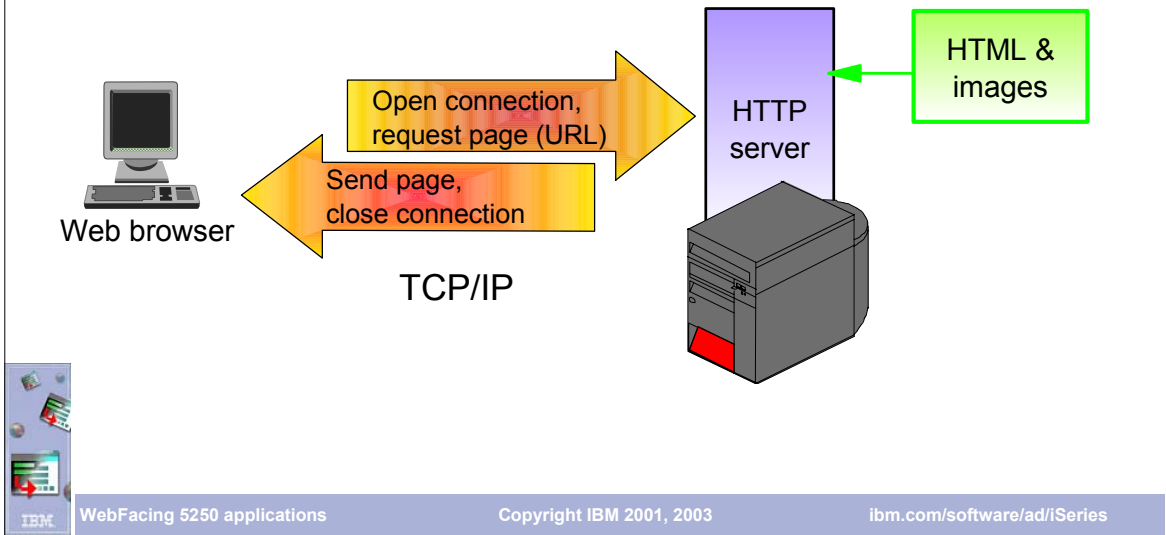 Open connection,
request page (URL)
Send page,
close connection
Web browser
TCP/IP
HTTP
server
HTML &
images
IBM
WebFacing 5250 applications
Copyright IBM 2001, 2003
ibm.com/software/ad/iSeries